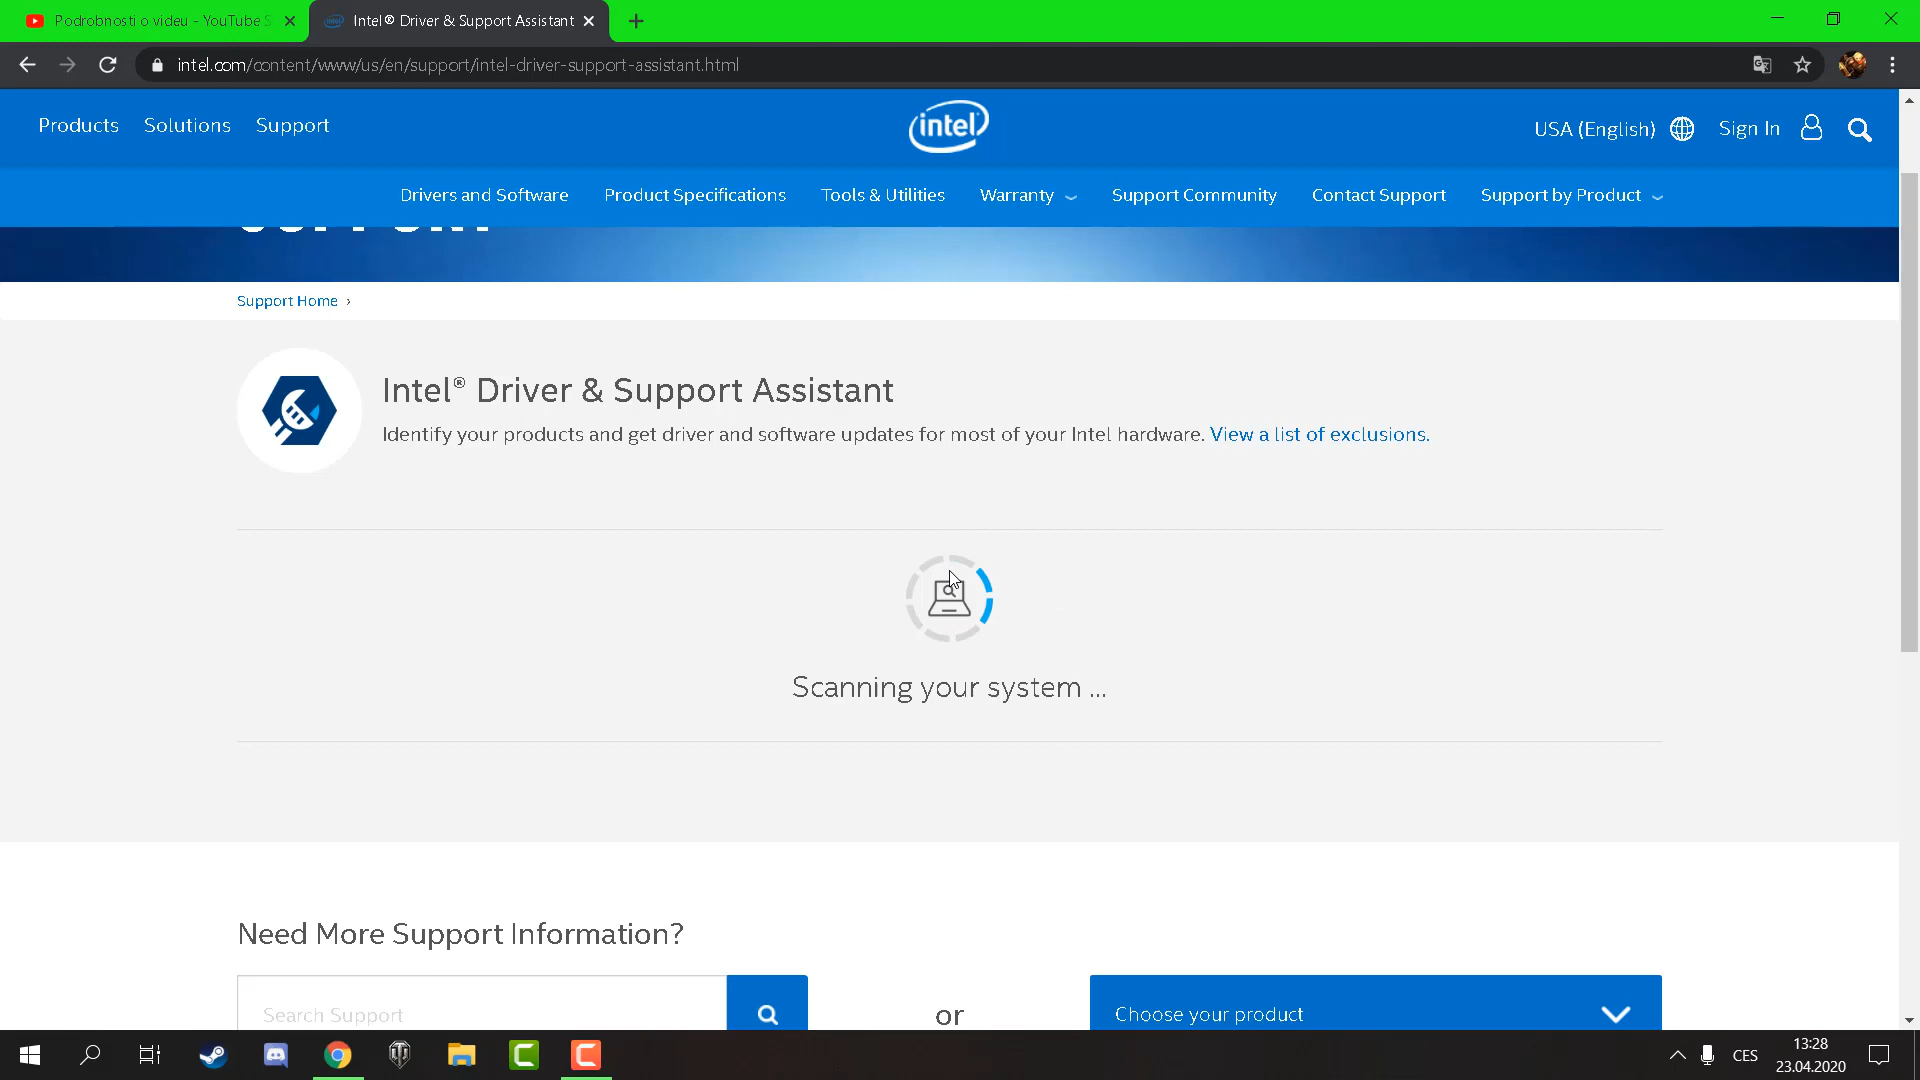 Podrobnosti o videu - YouTube S
Intel® Driver & Support Assistant
intel.com/content/www/us/en/support/intel-driver-support-assistant.html
Products
Solutions
Support
intel
USA (English)
Sign In
Drivers and Software
Product Specifications
Tools & Utilities
Warranty
Support Community
Contact Support
Support by Product
SUPPORT
Support Home ›
Intel® Driver & Support Assistant
Identify your products and get driver and software updates for most of your Intel hardware. View a list of exclusions.
Scanning your system ...
Need More Support Information?
Search Support
or
Choose your product
CES
13:28
23.04.2020